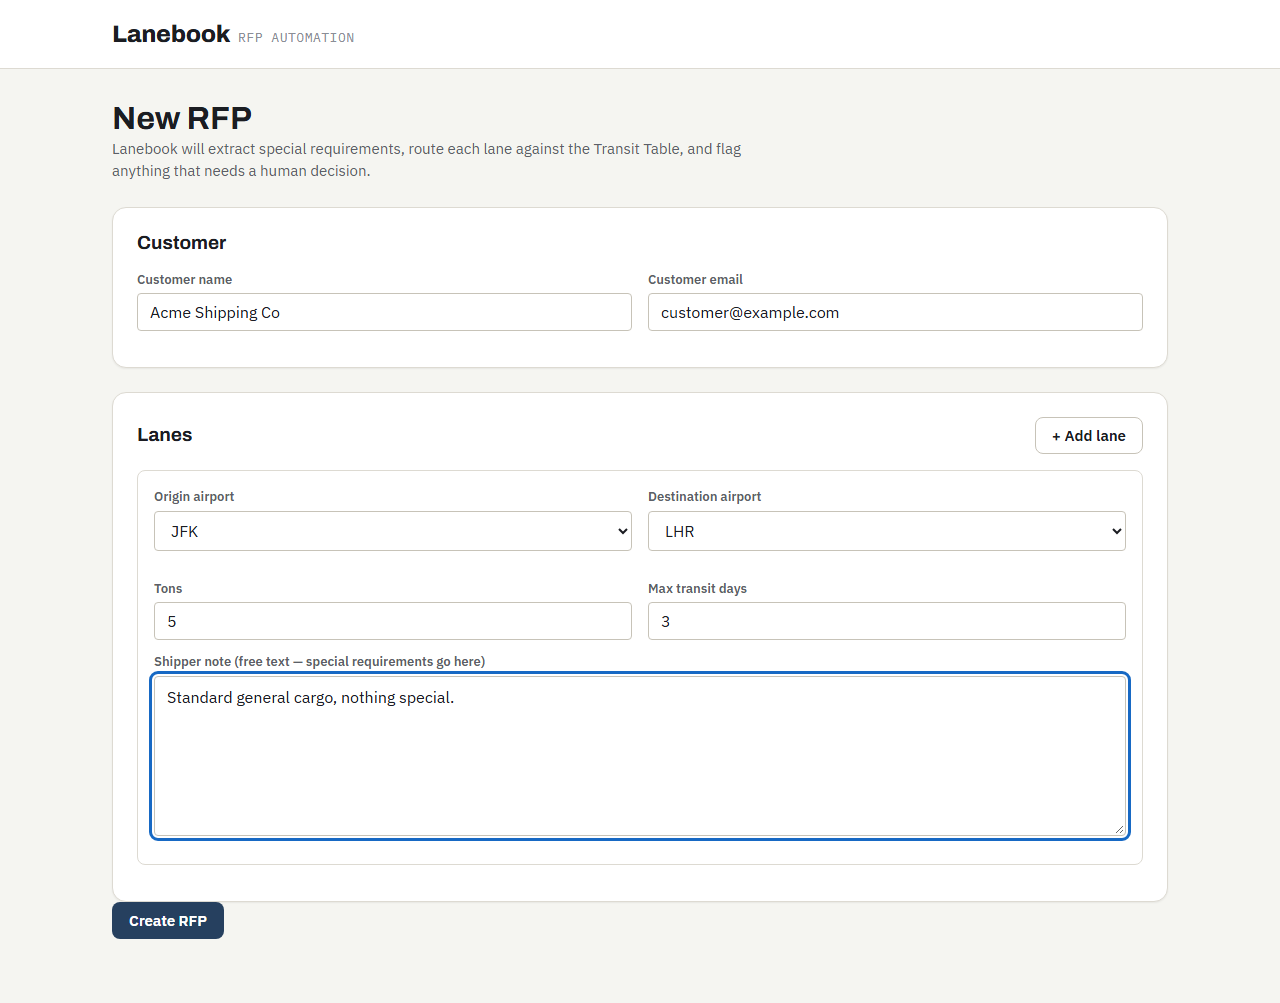 Lanebook RFP AUTOMATION
New RFP
Lanebook will extract special requirements, route each lane against the Transit Table, and flag
anything that needs a human decision.
Customer
Customer name
Customer email
Acme Shipping Co
customer@example.com
Lanes
+ Add lane
Origin airport
Destination airport
JFK
LHR
Tons
Max transit days
5
3
Shipper note (free text — special requirements go here)
Standard general cargo, nothing special.
Create RFP